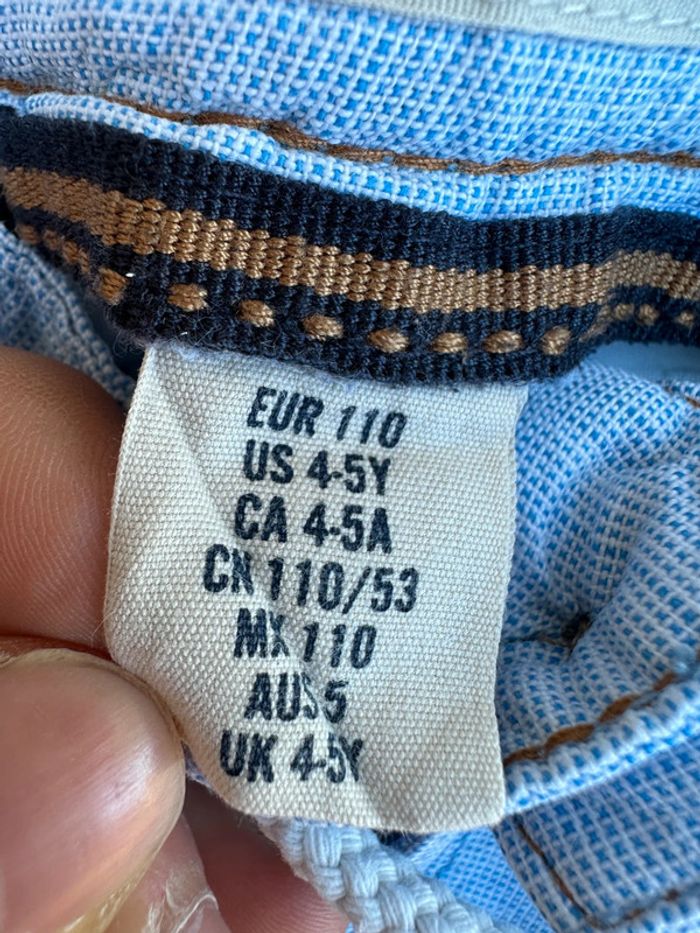 EUR 110
US 4-5Y
CA 4-5A
CN 110/53
MX 110
AUS 5
UK 4-5Y